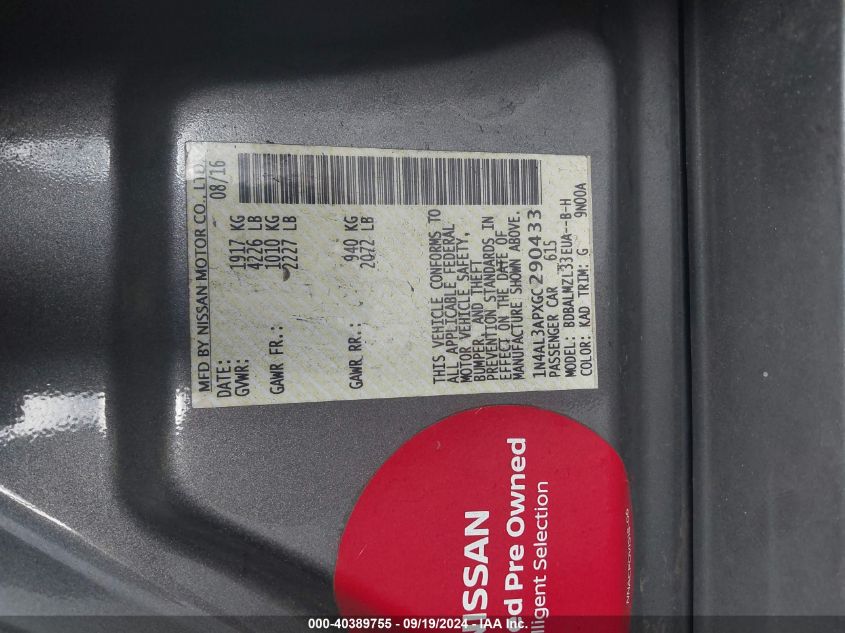 MFD BY NISSAN MOTOR CO., LTD.
DATE: 08/16
GVWR: 1917 KG
4226 LB
GAWR FR.: 1010 KG
2227 LB
GAWR RR.: 940 KG
2072 LB
THIS VEHICLE CONFORMS TO
ALL APPLICABLE FEDERAL
MOTOR VEHICLE SAFETY,
BUMPER, AND THEFT
PREVENTION STANDARDS IN
EFFECT ON THE DATE OF
MANUFACTURE SHOWN ABOVE.
1N4AL3APXGC290433
PASSENGER CAR 615
MODEL: BDBALMZL33EUA--B-H
COLOR: KAD TRIM: G 9N00A
NISSAN
ed Pre Owned
elligent Selection
000-40389755 - 09/19/2024 - IAA Inc.